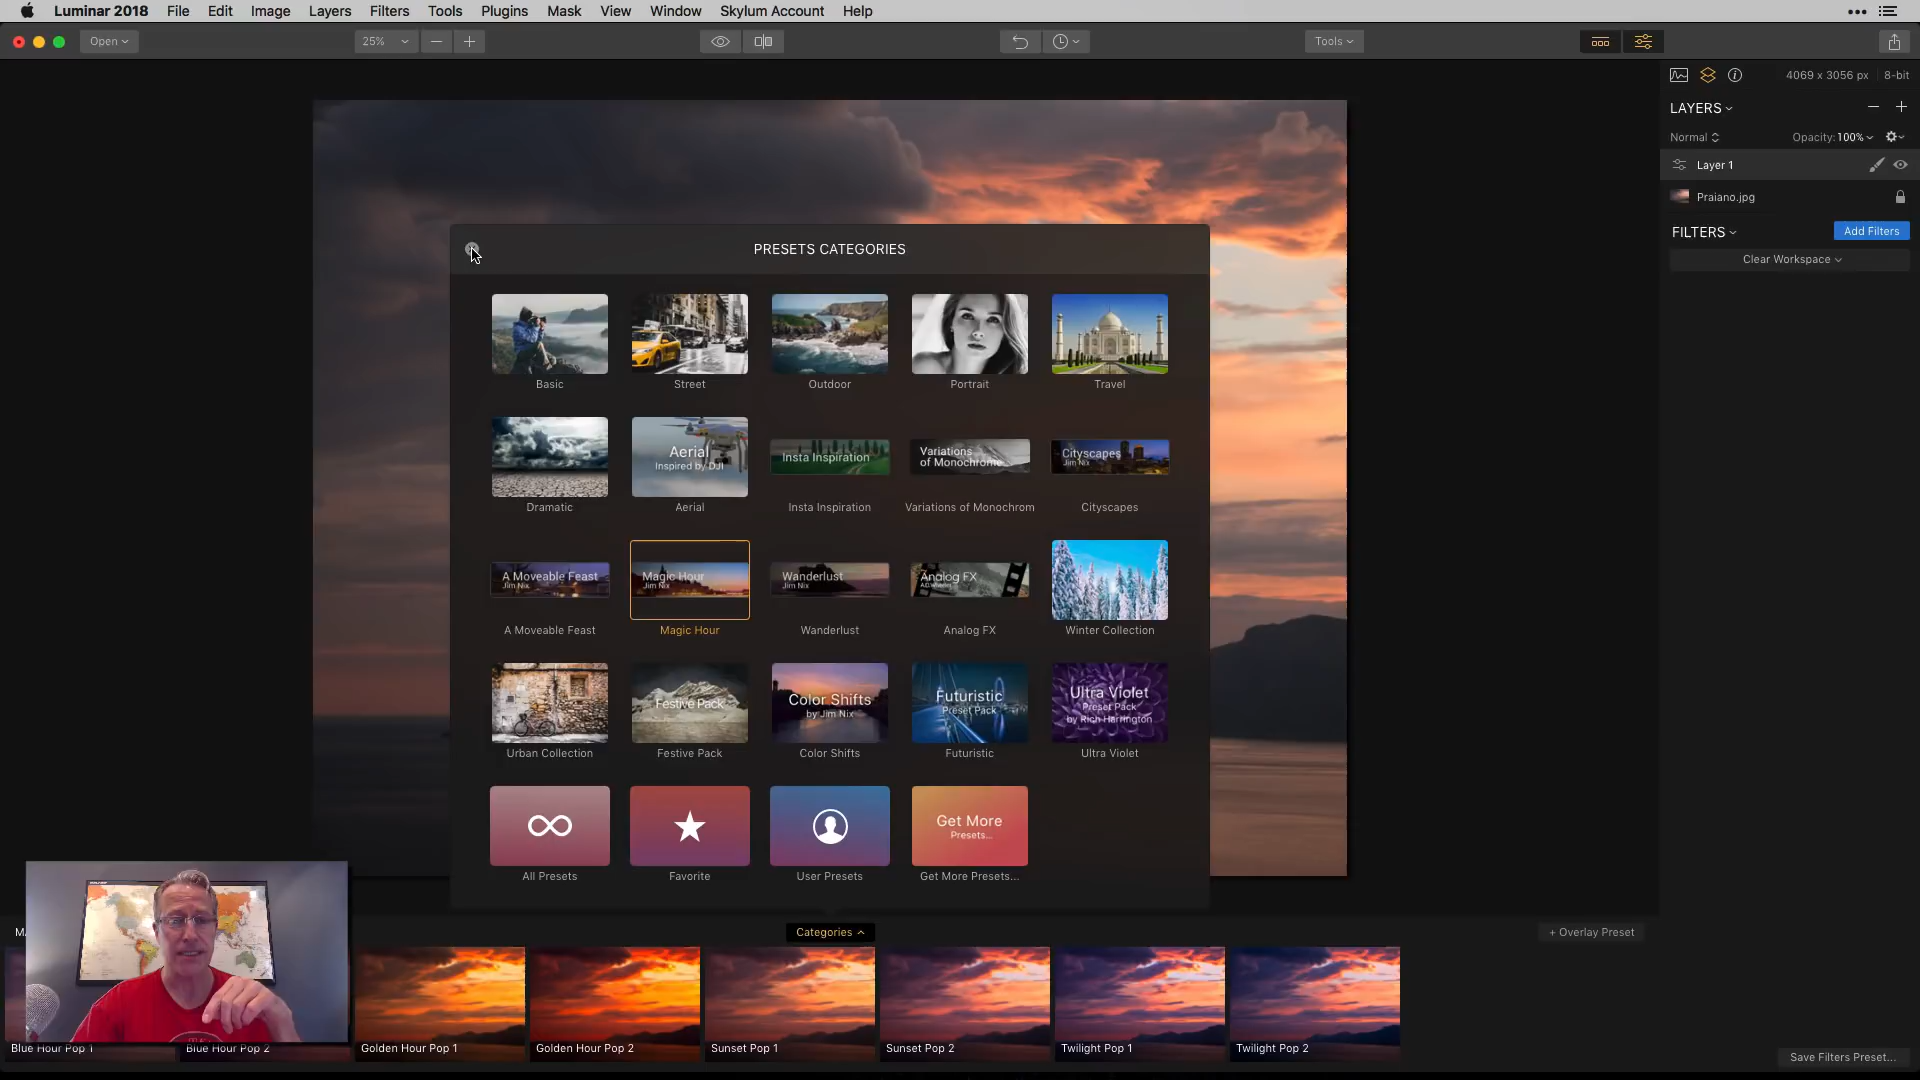 Luminar 2018 File Edit Image Layers Filters Tools Plugins Mask View Window Skylum Account Help
Open 25% Tools
4069 x 3056 px 8-bit
LAYERS
Normal Opacity: 100%
Layer 1
Praiano.jpg
FILTERS Add Filters
Clear Workspace
PRESETS CATEGORIES
Basic Street Outdoor Portrait Travel
Aerial
Inspired by DJI
Insta Inspiration
Variations
of Monochrome
Cityscapes
Jim Nix
Dramatic Aerial Insta Inspiration Variations of Monochrom Cityscapes
A Moveable Feast
Jim Nix
Magic Hour
Jim Nix
Wanderlust
Jim Nix
Analog FX
A Moveable Feast Magic Hour Wanderlust Analog FX Winter Collection
Festive Pack
Color Shifts
by Jim Nix
Futuristic
Preset Pack
Ultra Violet
Preset Pack
by Rich Harrington
Urban Collection Festive Pack Color Shifts Futuristic Ultra Violet
Get More
Presets...
All Presets Favorite User Presets Get More Presets...
Categories + Overlay Preset
Blue Hour Pop 1 Blue Hour Pop 2 Golden Hour Pop 1 Golden Hour Pop 2 Sunset Pop 1 Sunset Pop 2 Twilight Pop 1 Twilight Pop 2
Save Filters Preset...